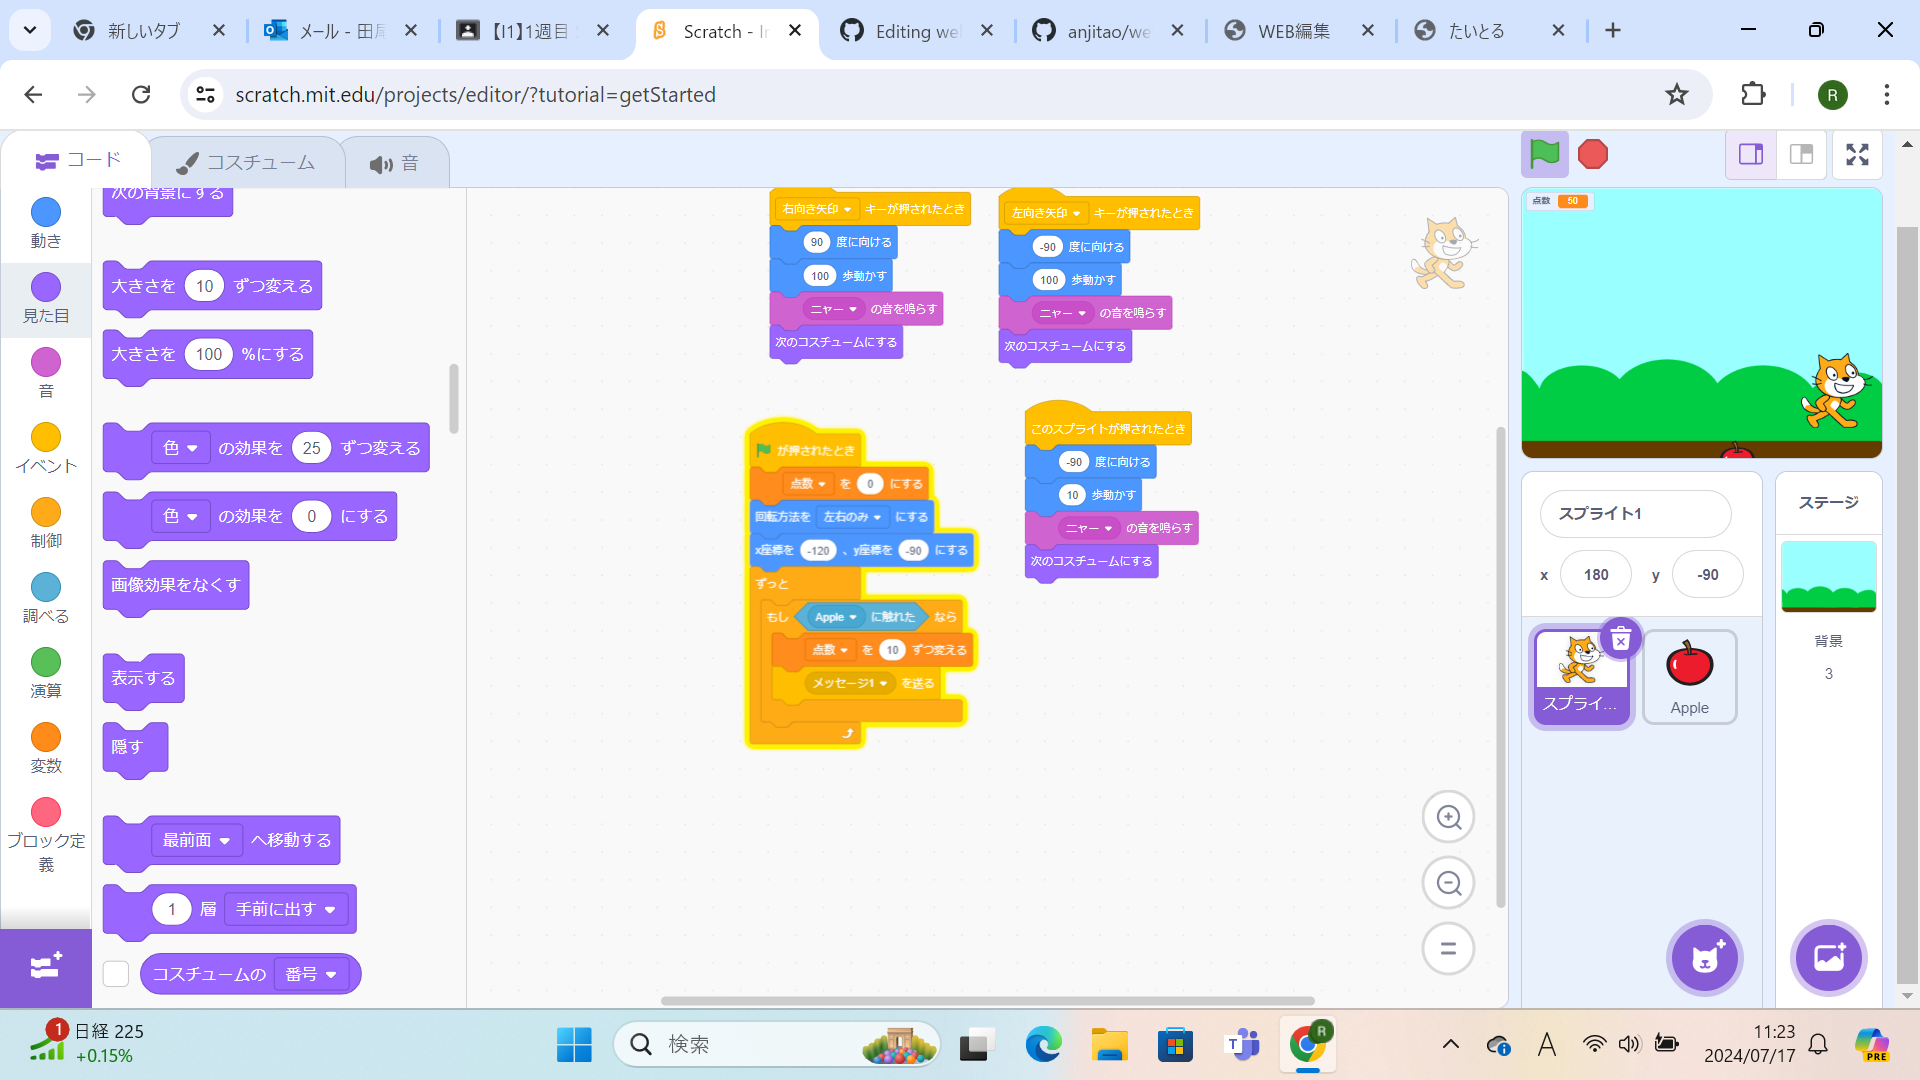 新しいタブ
メール - 田
【I1】1週目
Scratch - I
Editing we
anjitao/we
WEB編集
たいとる
scratch.mit.edu/projects/editor/?tutorial=getStarted
R
コード
コスチューム
音
動き
見た目
音
イベント
制御
調べる
演算
変数
ブロック定
義
次の背景にする
大きさを 10 ずつ変える
大きさを 100 %にする
色 の効果を 25 ずつ変える
色 の効果を 0 にする
画像効果をなくす
表示する
隠す
最前面 へ移動する
1 層 手前に出す
コスチュームの 番号
右向き矢印 キーが押されたとき
90 度に向ける
100 歩動かす
ニャー の音を鳴らす
次のコスチュームにする
左向き矢印 キーが押されたとき
-90 度に向ける
100 歩動かす
ニャー の音を鳴らす
次のコスチュームにする
が押されたとき
点数 を 0 にする
回転方法を 左右のみ にする
x座標を -120 、y座標を -90 にする
ずっと
もし Apple に触れた なら
点数 を 10 ずつ変える
メッセージ1 を送る
このスプライトが押されたとき
-90 度に向ける
10 歩動かす
ニャー の音を鳴らす
次のコスチュームにする
点数 50
スプライト1
x 180 y -90
スプライ...
Apple
ステージ
背景
3
1
日経 225
+0.15%
検索
R
A
11:23
2024/07/17
PRE